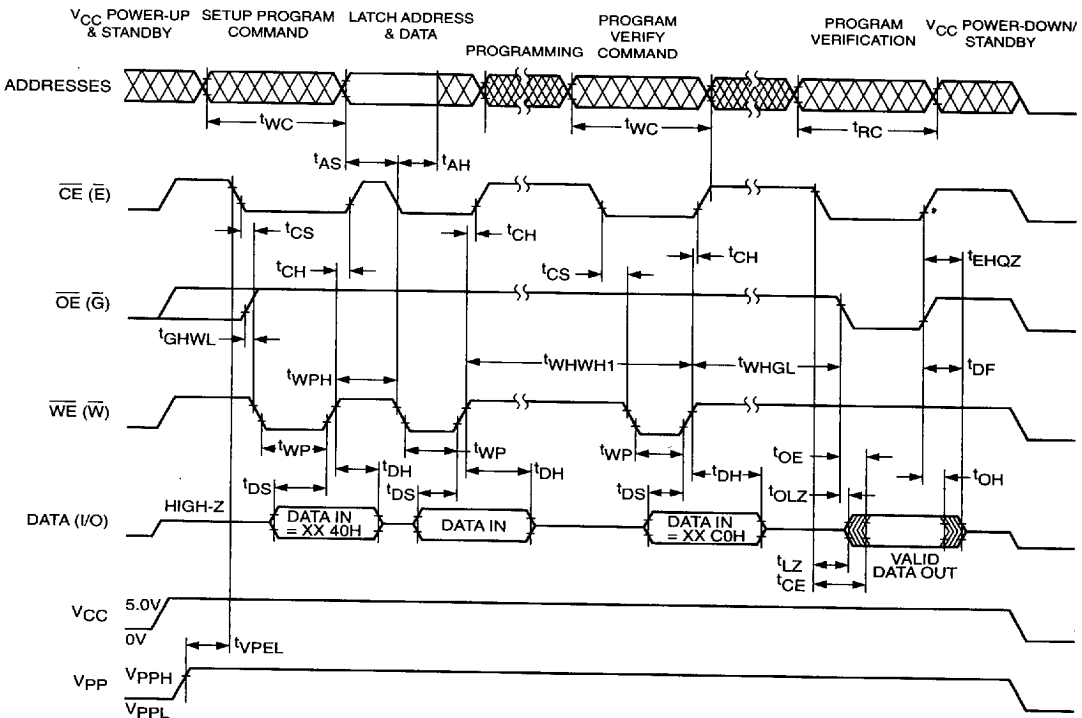 VCC POWER-UP
& STANDBY
SETUP PROGRAM
COMMAND
LATCH ADDRESS
& DATA
PROGRAMMING
PROGRAM
VERIFY
COMMAND
PROGRAM
VERIFICATION
VCC POWER-DOWN/
STANDBY
ADDRESSES
tWC
tWC
tRC
tAS
tAH
CE (E)
tCS
tCH
tCH
tCS
tCH
tEHQZ
OE (G)
tGHWL
tWPH
tWHWH1
tWHGL
tDF
WE (W)
tWP
tWP
tWP
tOE
tDH
tDH
tDH
tOH
tDS
tDS
tDS
tOLZ
DATA (I/O)
HIGH-Z
DATA IN
= XX 40H
DATA IN
DATA IN
= XX C0H
VALID
DATA OUT
tLZ
tCE
VCC
5.0V
0V
tVPEL
VPP
VPPH
VPPL